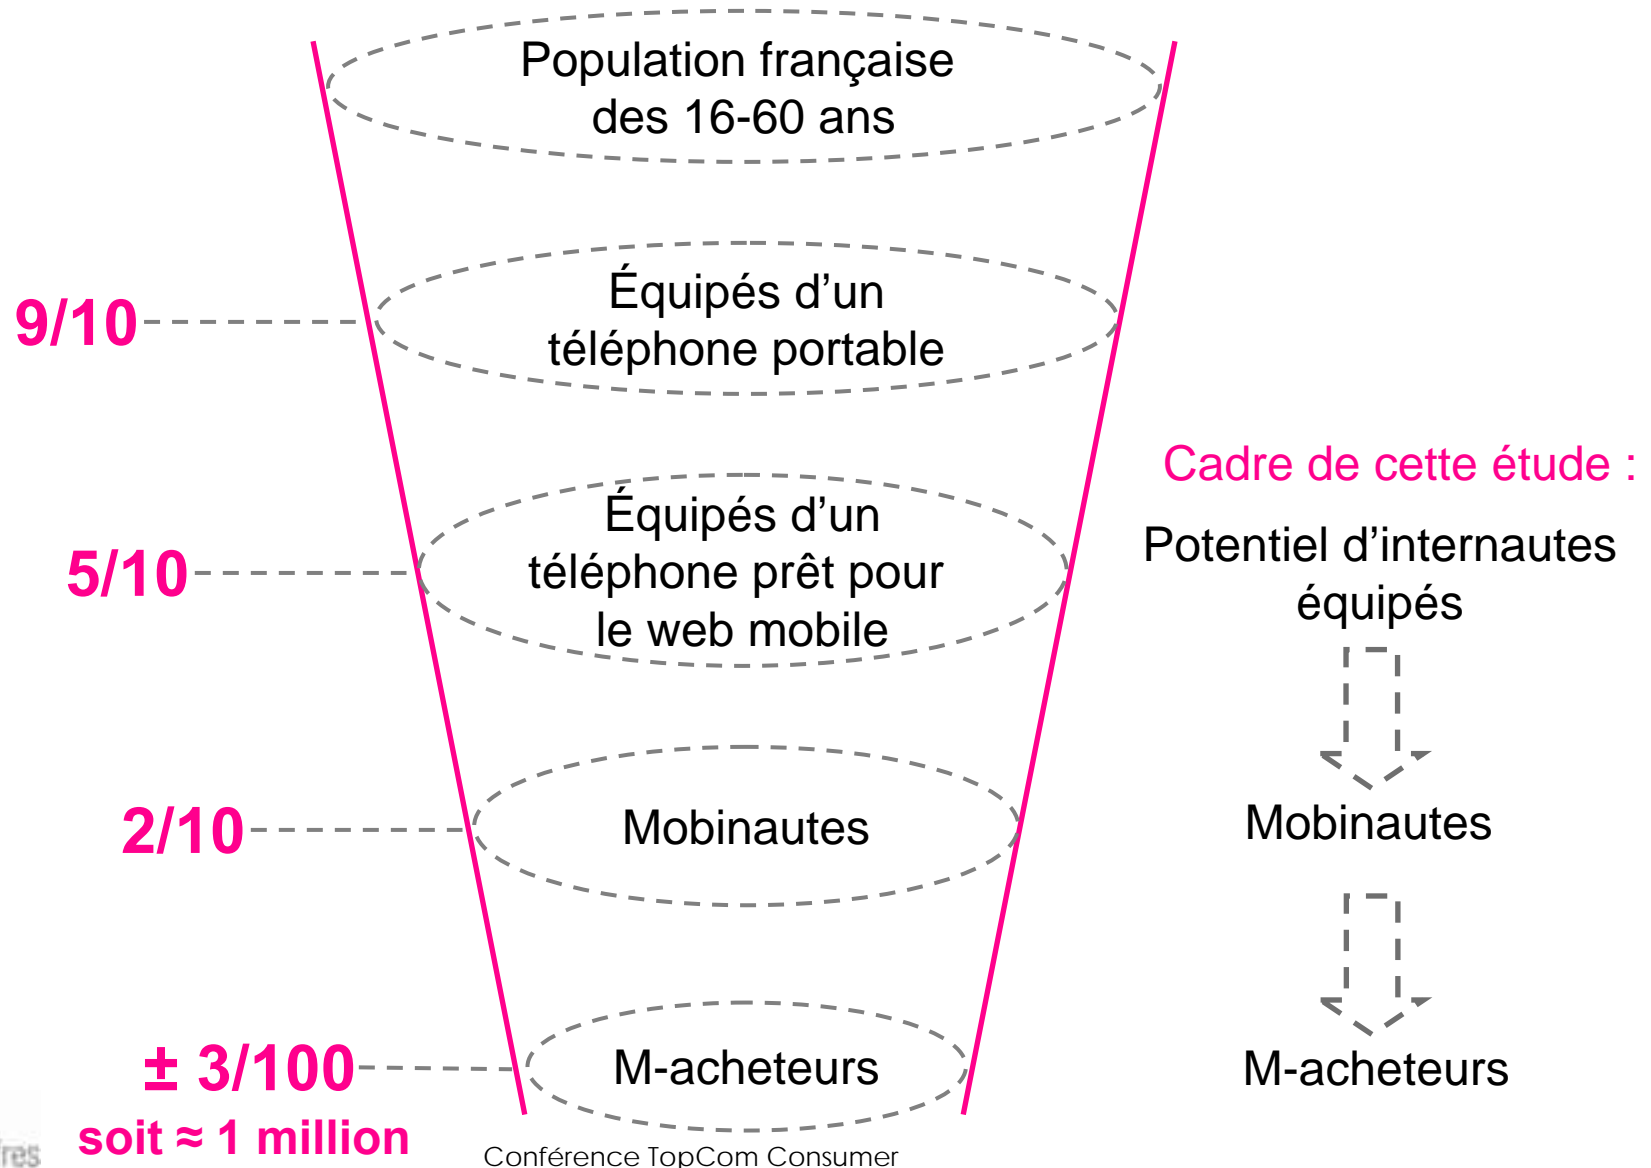 Population française
des 16-60 ans
9/10
Équipés d’un
téléphone portable
5/10
Équipés d’un
téléphone prêt pour
le web mobile
2/10
Mobinautes
± 3/100
soit ≈ 1 million
M-acheteurs
Cadre de cette étude :
Potentiel d’internautes
équipés
Mobinautes
M-acheteurs
Conférence TopCom Consumer